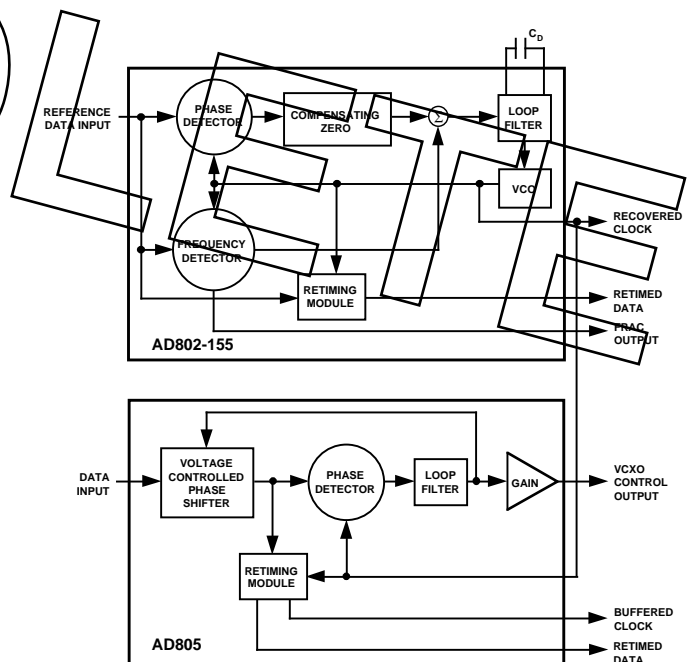 C_D
REFERENCE
DATA INPUT
PHASE
DETECTOR
COMPENSATING
ZERO
Σ
LOOP
FILTER
VCO
RECOVERED
CLOCK
FREQUENCY
DETECTOR
RETIMING
MODULE
RETIMED
DATA
FRAC
OUTPUT
AD802-155
DATA
INPUT
VOLTAGE
CONTROLLED
PHASE
SHIFTER
PHASE
DETECTOR
LOOP
FILTER
GAIN
VCXO
CONTROL
OUTPUT
RETIMING
MODULE
BUFFERED
CLOCK
AD805
RETIMED
DATA